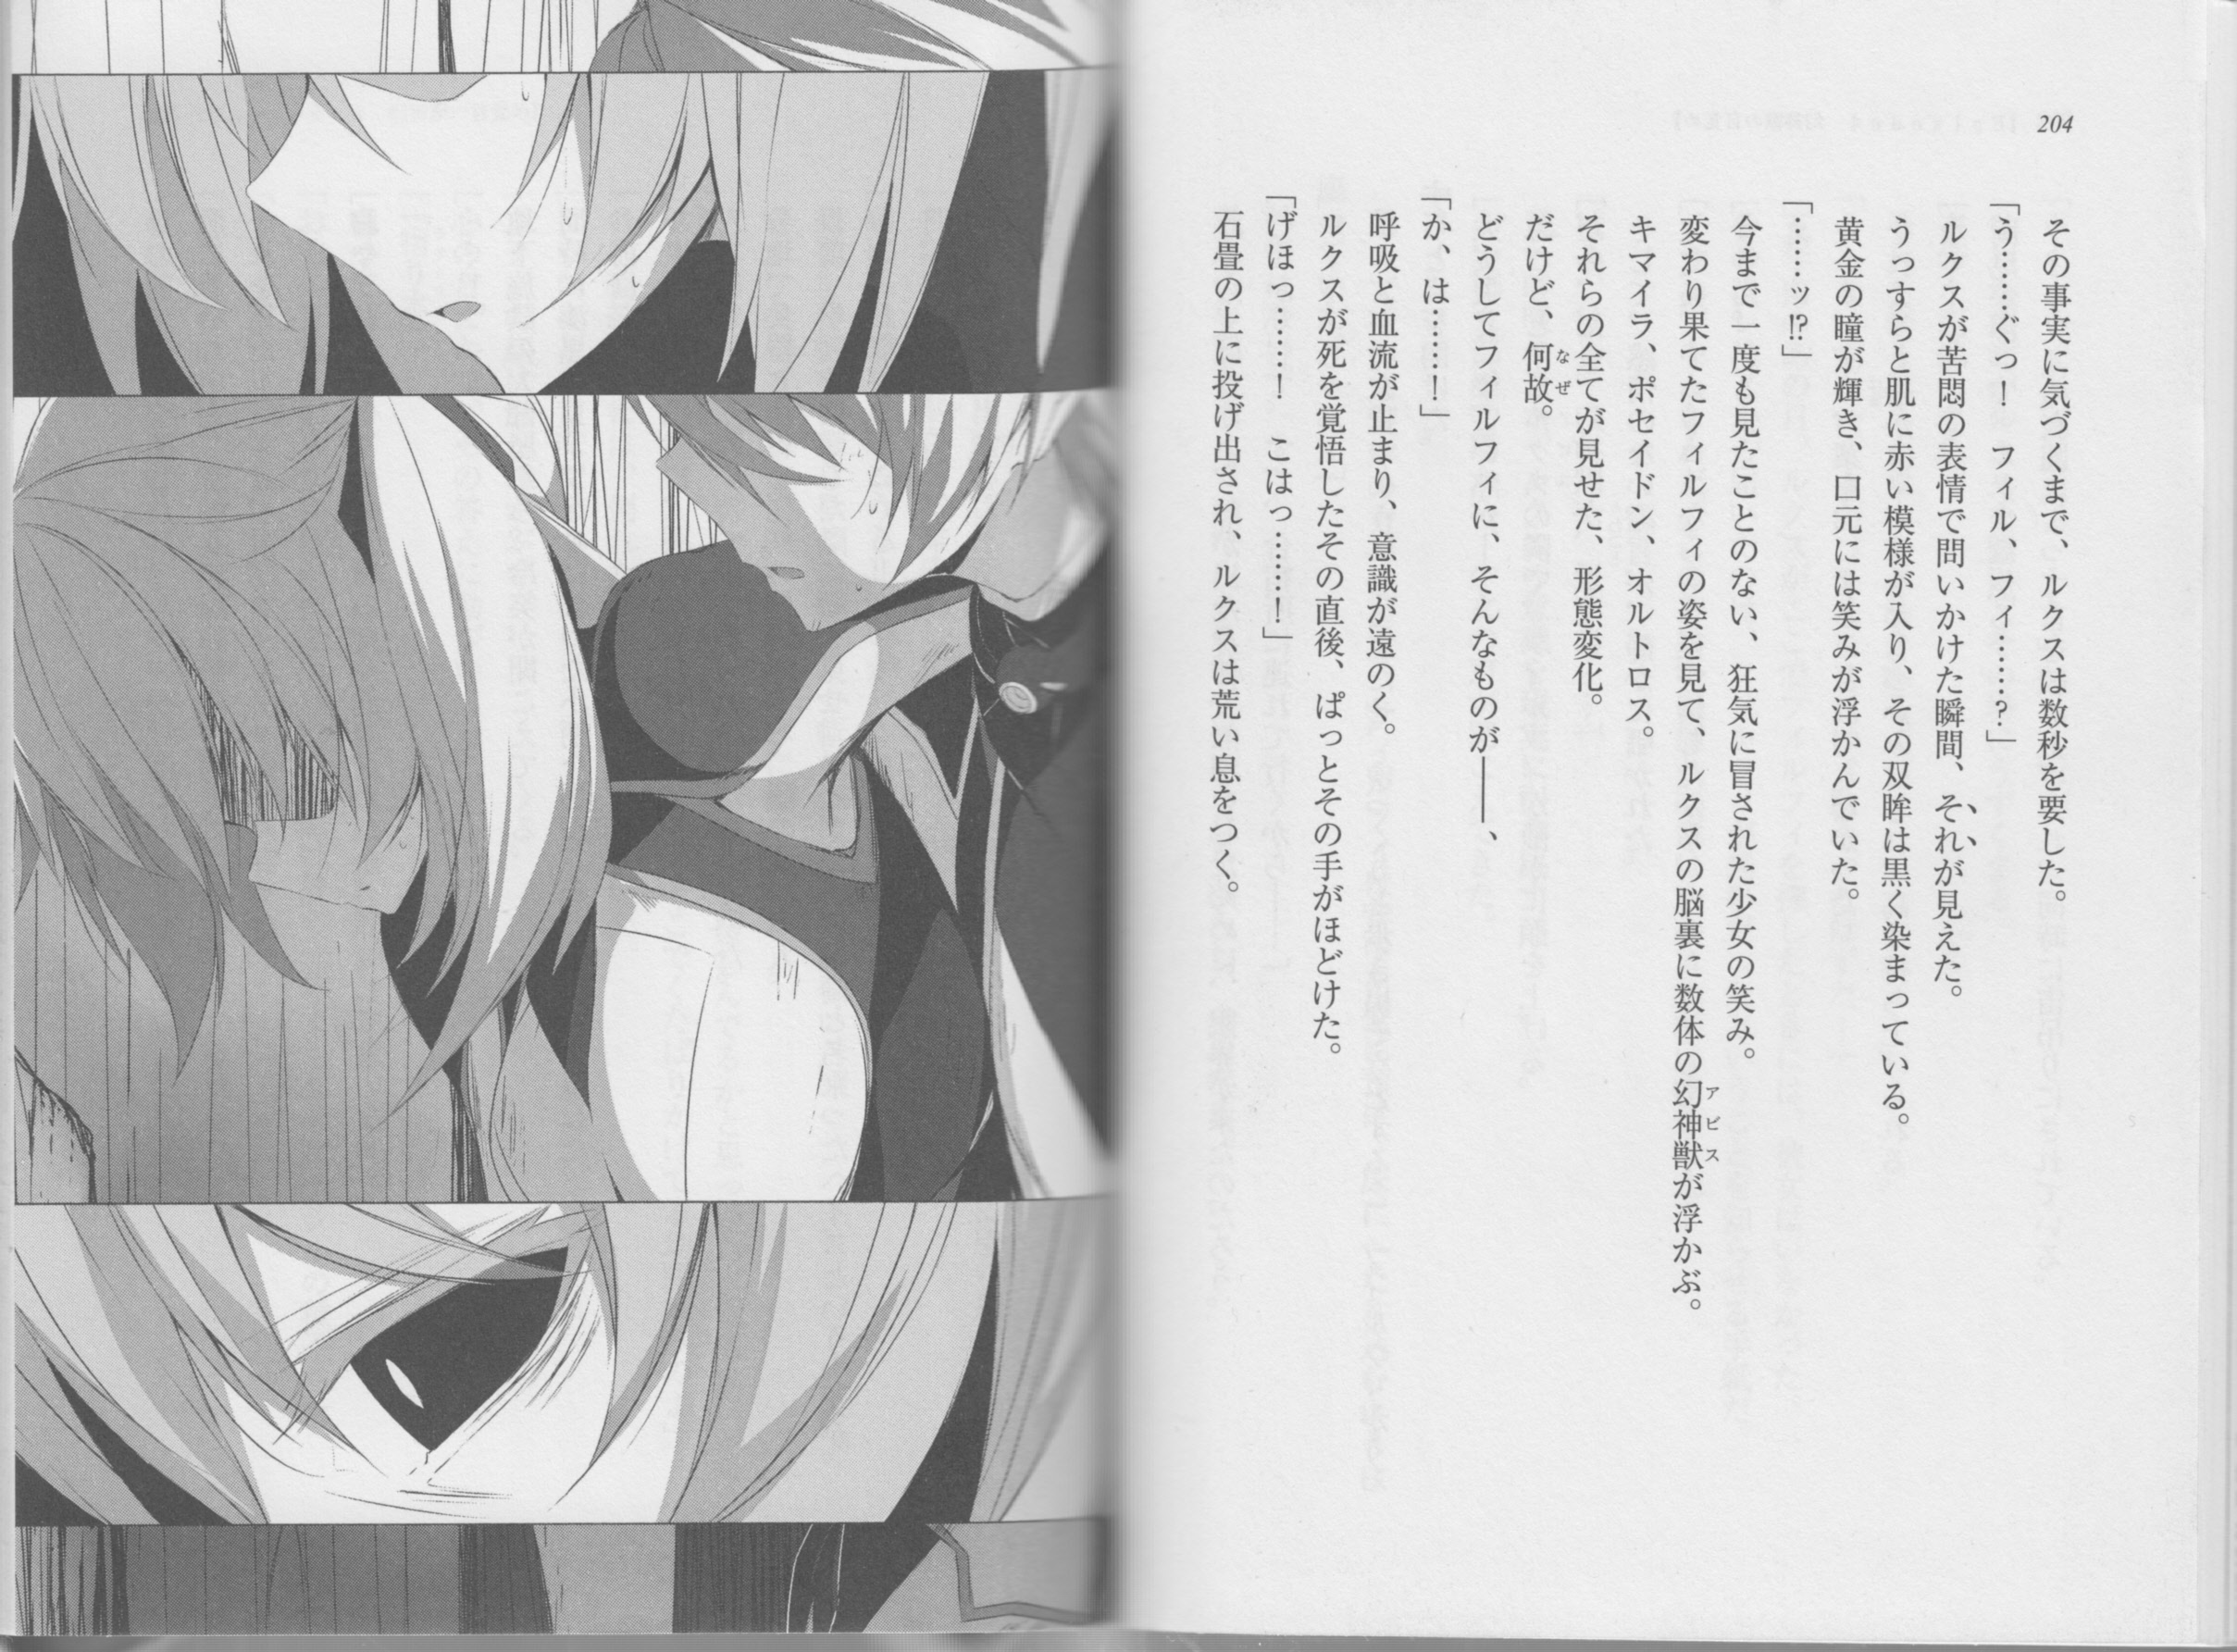 204
その事実に気づくまで、ルクスは数秒を要した。
「う……ぐっ！　フィル、フィ……？」
ルクスが苦悶の表情で問いかけた瞬間、それが見えた。
うっすらと肌に赤い模様が入り、その双眸は黒く染まっている。
黄金の瞳が輝き、口元には笑みが浮かんでいた。
「……ッ!?」
今まで一度も見たことのない、狂気に冒された少女の笑み。
変わり果てたフィルフィの姿を見て、ルクスの脳裏に数体の幻神獣アビスが浮かぶ。
キマイラ、ポセイドン、オルトロス。
それらの全てが見せた、形態変化。
だけど、何故なぜ。
どうしてフィルフィに、そんなものが――、
「か、は……！」
呼吸と血流が止まり、意識が遠のく。
ルクスが死を覚悟したその直後、ぱっとその手がほどけた。
「げほっ……！　こはっ……！」
石畳の上に投げ出され、ルクスは荒い息をつく。